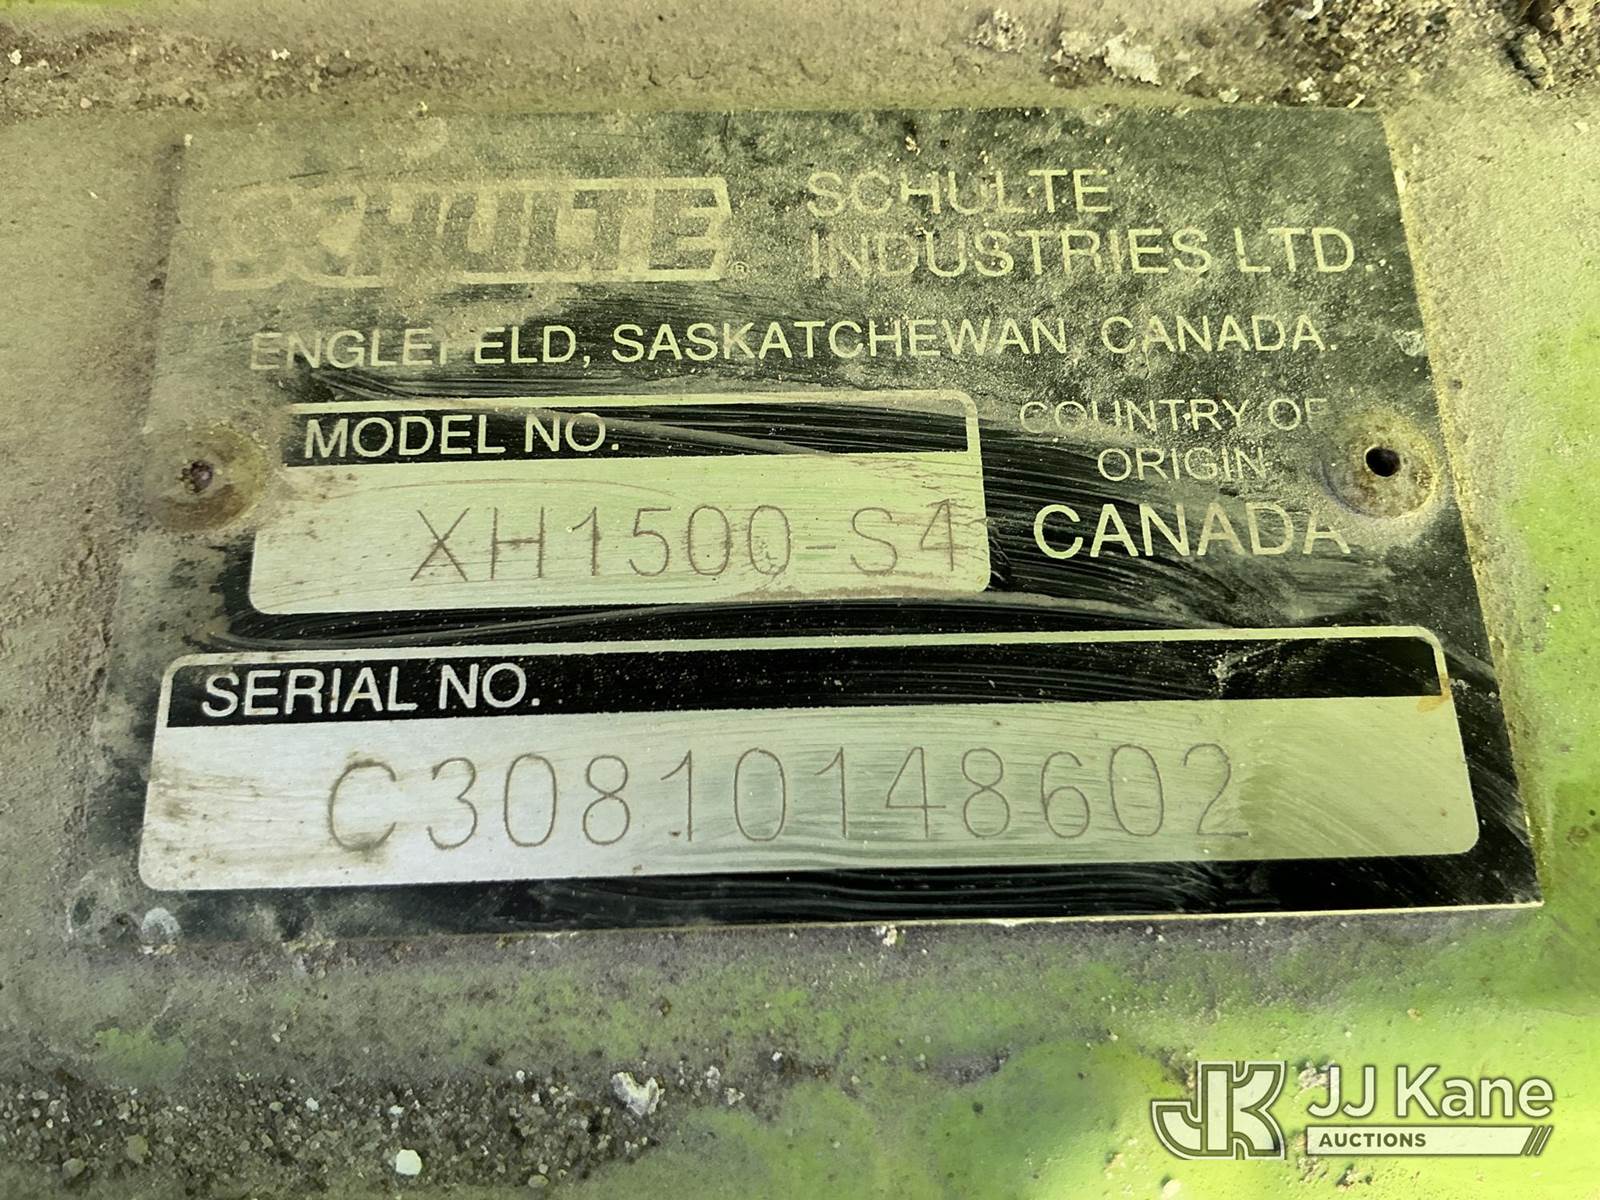 SCHULTE®
SCHULTE
INDUSTRIES LTD.
ENGLEFELD, SASKATCHEWAN, CANADA.
MODEL NO.
XH1500-S4
COUNTRY OF
ORIGIN
CANADA
SERIAL NO.
C30810148602
JK JJ Kane
AUCTIONS